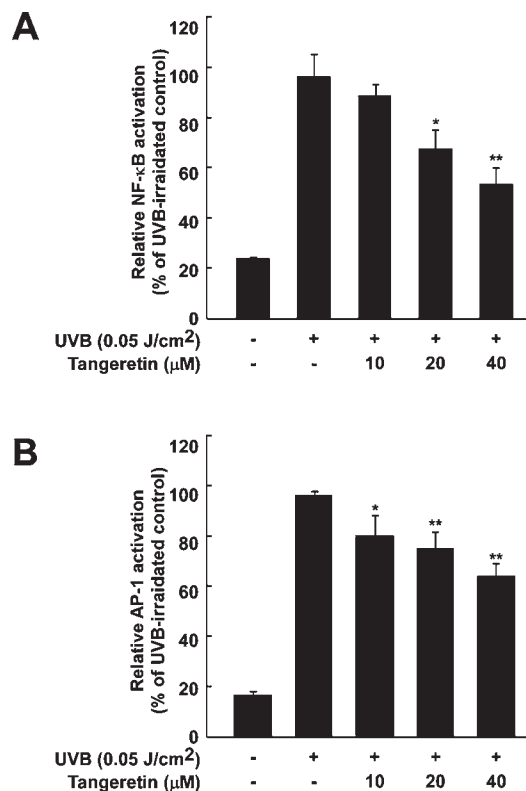 A
Relative NF-κB activation
(% of UVB-irraidated control)
120
100
80
60
40
20
0
*
**
UVB (0.05 J/cm2) - + + + +
Tangeretin (μM) - - 10 20 40
B
Relative AP-1 activation
(% of UVB-irraidated control)
120
100
80
60
40
20
0
*
**
**
UVB (0.05 J/cm2) - + + + +
Tangeretin (μM) - - 10 20 40